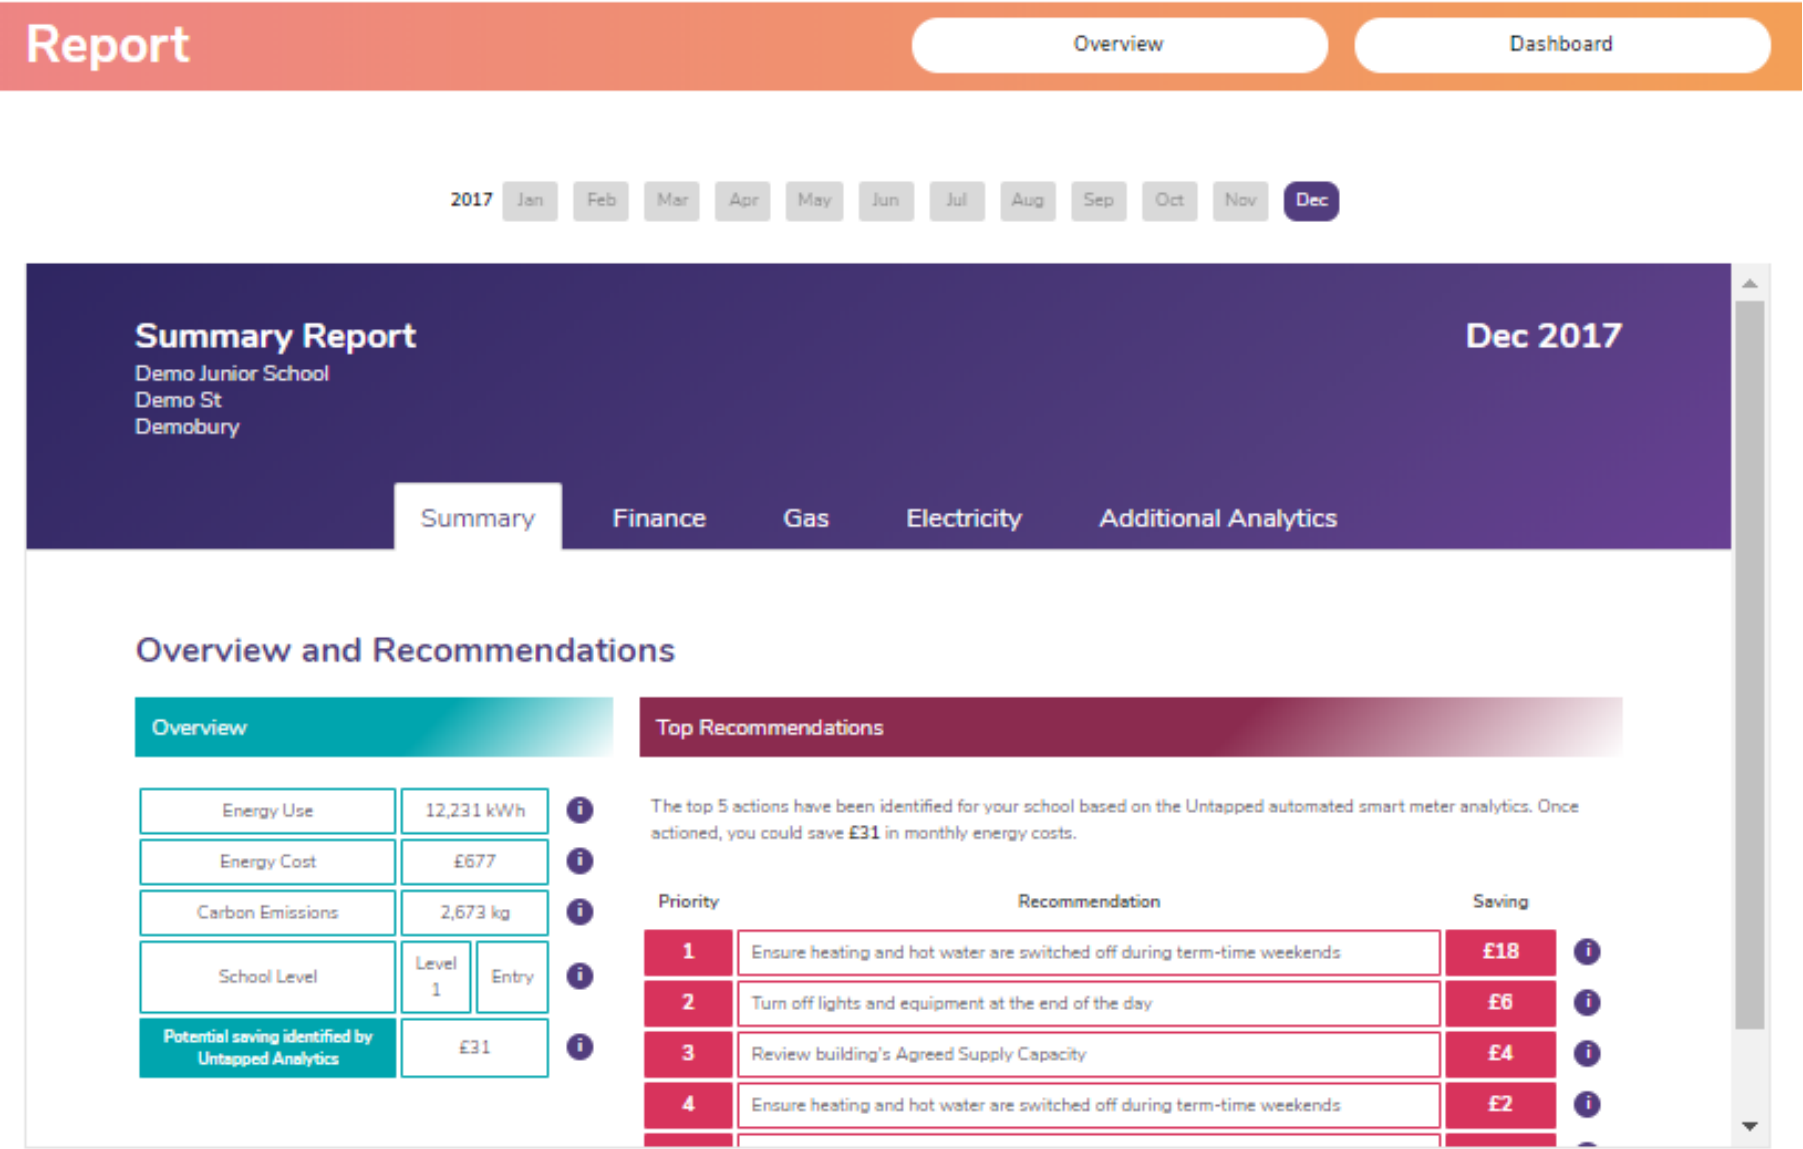 Report
Overview
Dashboard
2017 Jan Feb Mar Apr May Jun Jul Aug Sep Oct Nov Dec
Summary Report
Dec 2017
Demo Junior School
Demo St
Demobury
Summary Finance Gas Electricity Additional Analytics
Overview and Recommendations
Overview
Energy Use 12,231 kWh i
Energy Cost £677 i
Carbon Emissions 2,673 kg i
School Level Level 1 Entry i
Potential saving identified by
Untapped Analytics £31 i
Top Recommendations
The top 5 actions have been identified for your school based on the Untapped automated smart meter analytics. Once
actioned, you could save £31 in monthly energy costs.
Priority Recommendation Saving
1 Ensure heating and hot water are switched off during term-time weekends £18 i
2 Turn off lights and equipment at the end of the day £6 i
3 Review building's Agreed Supply Capacity £4 i
4 Ensure heating and hot water are switched off during term-time weekends £2 i